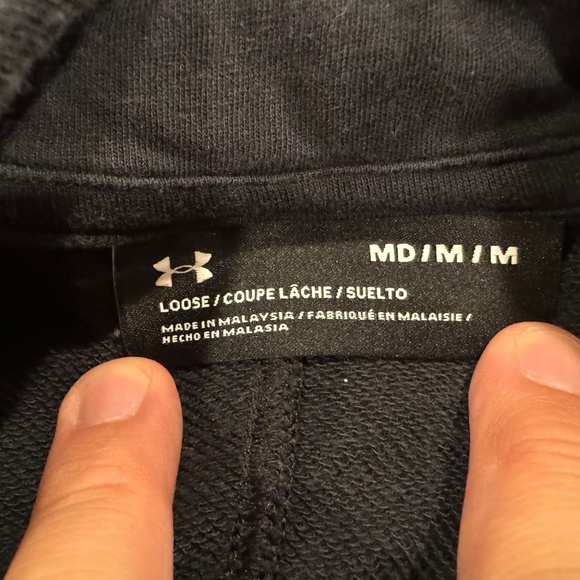 MD / M / M
LOOSE / COUPE LÂCHE / SUELTO
MADE IN MALAYSIA / FABRIQUÉ EN MALAISIE /
HECHO EN MALASIA